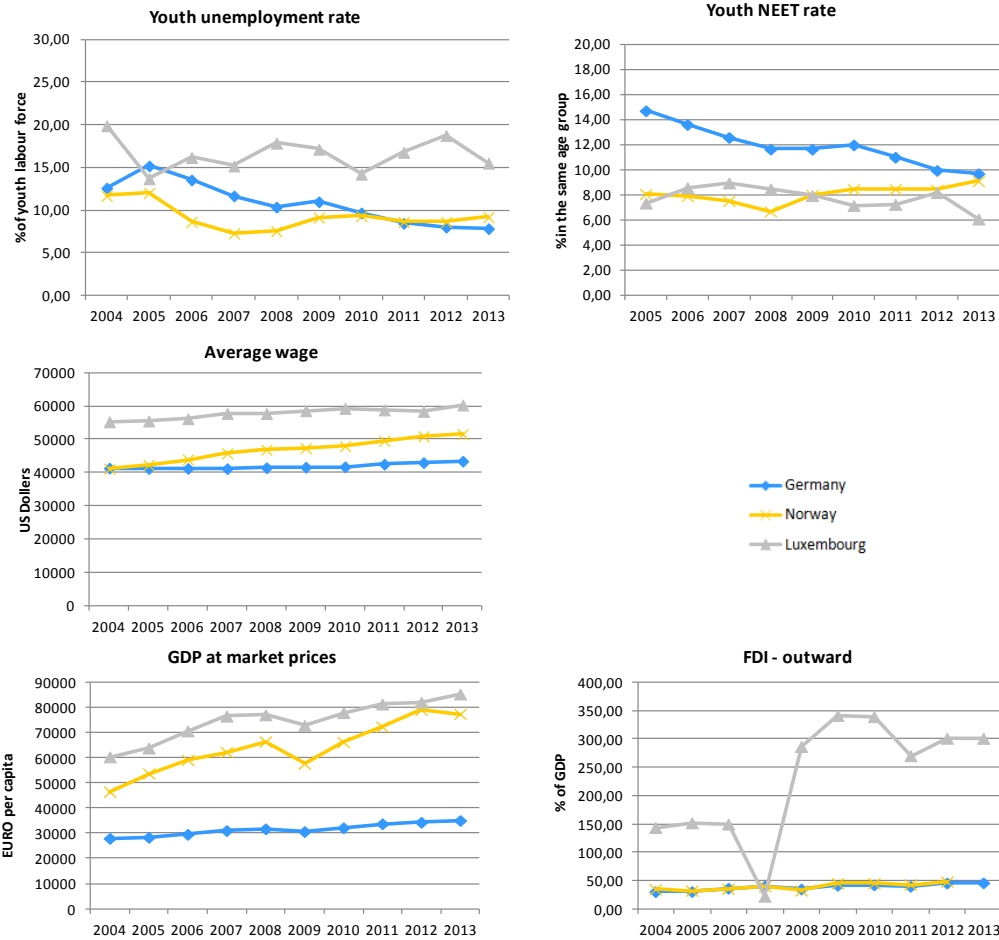 Youth unemployment rate
% of youth labour force
30,00
25,00
20,00
15,00
10,00
5,00
0,00
2004 2005 2006 2007 2008 2009 2010 2011 2012 2013
Youth NEET rate
%in the same age group
20,00
18,00
16,00
14,00
12,00
10,00
8,00
6,00
4,00
2,00
0,00
2005 2006 2007 2008 2009 2010 2011 2012 2013
Average wage
US Dollers
70000
60000
50000
40000
30000
20000
10000
0
2004 2005 2006 2007 2008 2009 2010 2011 2012 2013
Germany
Norway
Luxembourg
GDP at market prices
EURO per capita
90000
80000
70000
60000
50000
40000
30000
20000
10000
0
2004 2005 2006 2007 2008 2009 2010 2011 2012 2013
FDI - outward
% of GDP
400,00
350,00
300,00
250,00
200,00
150,00
100,00
50,00
0,00
2004 2005 2006 2007 2008 2009 2010 2011 2012 2013